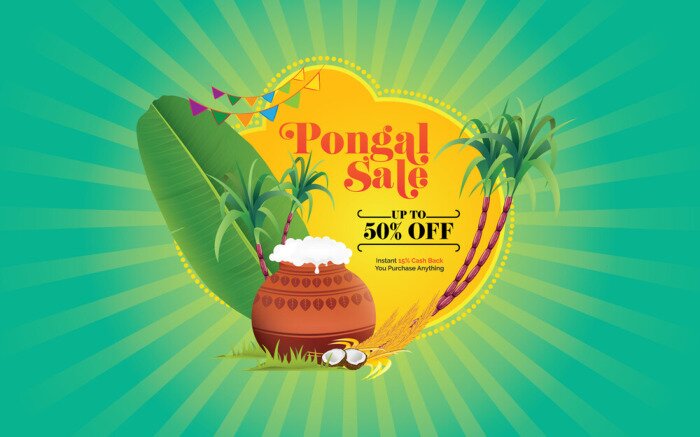 Pongal
Sale
UP TO
50% OFF
Instant 15% Cash Back
You Purchase Anything